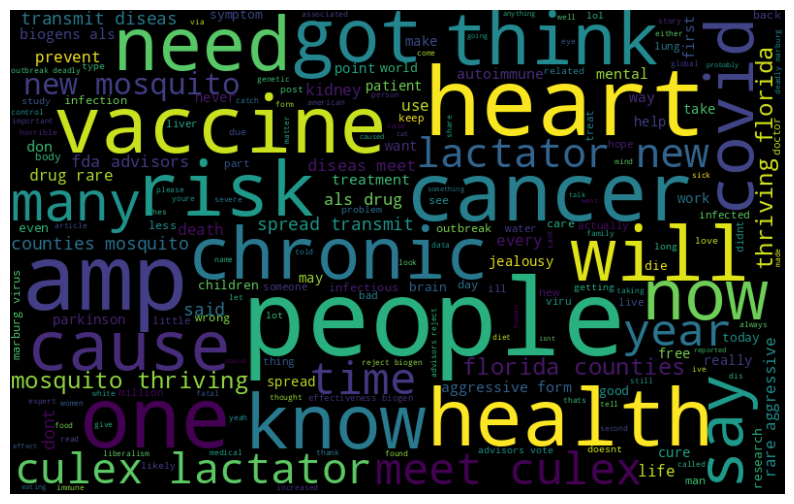 transmit disease
via
symptom
need
got think
associated
anything
well
lol
story
back
biogens als
make
come
going
eye
either
lung
first
covid
prevent
outbreak deadly
type
genetic
post
point
world
autoimmune
related
mental
global
probably
deadly marburg
new mosquito
kidney
patient
heart
study
infection
never
catch
form
american
person
use
way
take
thriving florida
doctor
control
important
horrible
vaccine
liver
due
matter
caused
cat
case
keep
share
treat
hope
help
don
body
fda advisors
part
want
lactator
new
mind
sick
drug rare
diseases meet
cancer
many
risk
please
youre
severe
treatment
als drug
see
something
talk
went
work
even
hes
article
less
problem
spread transmit
outbreak
water
care
actually
didnt
infected
counties mosquito
death
chronic
every
family
long
love
made
will
name
told
data
look
jealousy
die
rare aggressive
amp
children
may
infectious
brain
day
ill
new
viru
getting
taking
live
always
now
marburg virus
let
someone
said
bad
people
parkinson
little
wrong
lot
advisors reject
diet
isnt
year
today
reported
cause
thing
time
reject biogen
florida counties
free
really
mosquito thriving
sound
spread
aggressive form
good
still
ive
dis
say
white
million
fatal
thought
effectiveness biogen
thats
tell
second
one
know
health
cure
research
expert
women
yeah
dont
food
give
advisors vote
doesnt
effect
read
liberalism
medical
thank
found
life
called
man
culex lactator
likely
meet culex
eating
immune
increased